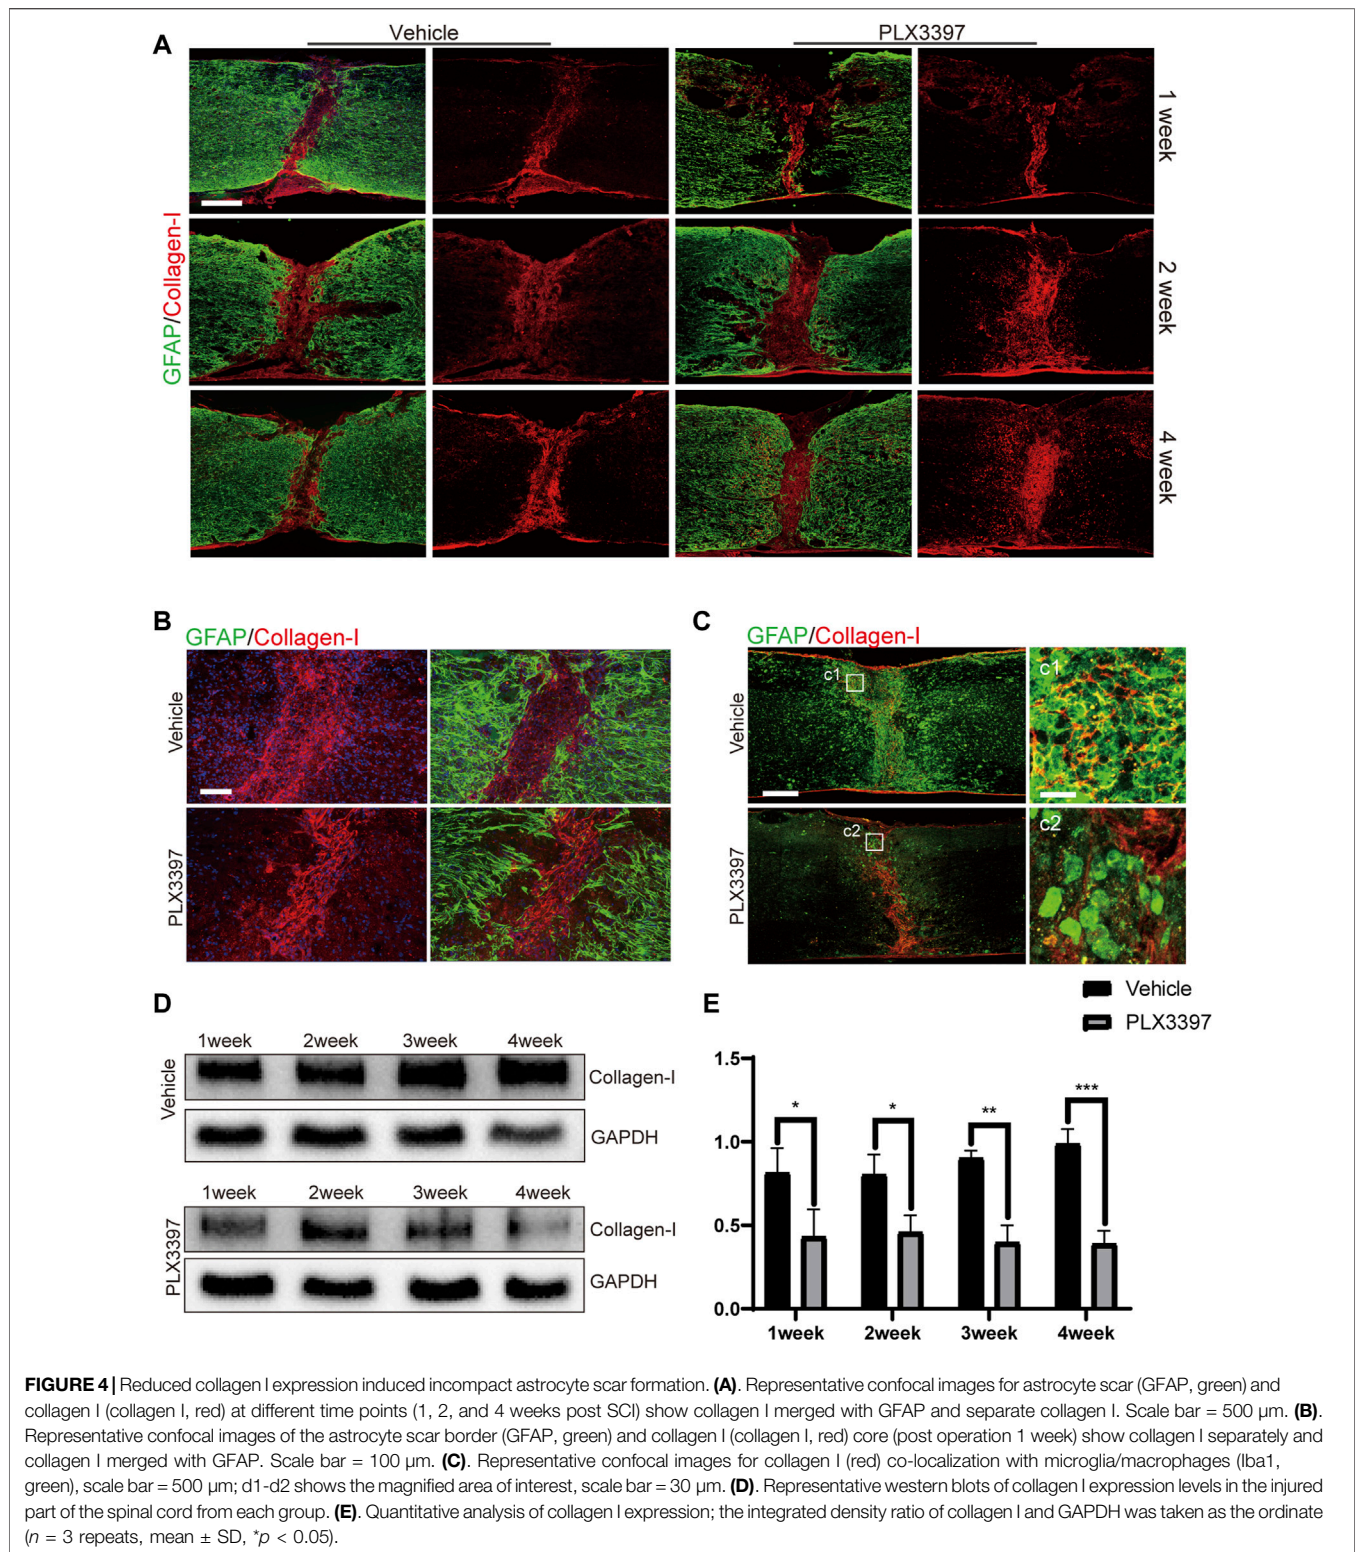 Vehicle
PLX3397
A
GFAP/Collagen-I
1 week
2 week
4 week
B
GFAP/Collagen-I
Vehicle
PLX3397
C
GFAP/Collagen-I
Vehicle
c1
c1
PLX3397
c2
c2
D
1week 2week 3week 4week
Vehicle
Collagen-I
GAPDH
1week 2week 3week 4week
PLX3397
Collagen-I
GAPDH
E
Vehicle
PLX3397
1.5
1.0
0.5
0.0
* * ** ***
1week 2week 3week 4week
FIGURE 4 | Reduced collagen I expression induced incompact astrocyte scar formation. (A). Representative confocal images for astrocyte scar (GFAP, green) and
collagen I (collagen I, red) at different time points (1, 2, and 4 weeks post SCI) show collagen I merged with GFAP and separate collagen I. Scale bar = 500 μm. (B).
Representative confocal images of the astrocyte scar border (GFAP, green) and collagen I (collagen I, red) core (post operation 1 week) show collagen I separately and
collagen I merged with GFAP. Scale bar = 100 μm. (C). Representative confocal images for collagen I (red) co-localization with microglia/macrophages (Iba1,
green), scale bar = 500 μm; d1-d2 shows the magnified area of interest, scale bar = 30 μm. (D). Representative western blots of collagen I expression levels in the injured
part of the spinal cord from each group. (E). Quantitative analysis of collagen I expression; the integrated density ratio of collagen I and GAPDH was taken as the ordinate
(n = 3 repeats, mean ± SD, *p < 0.05).